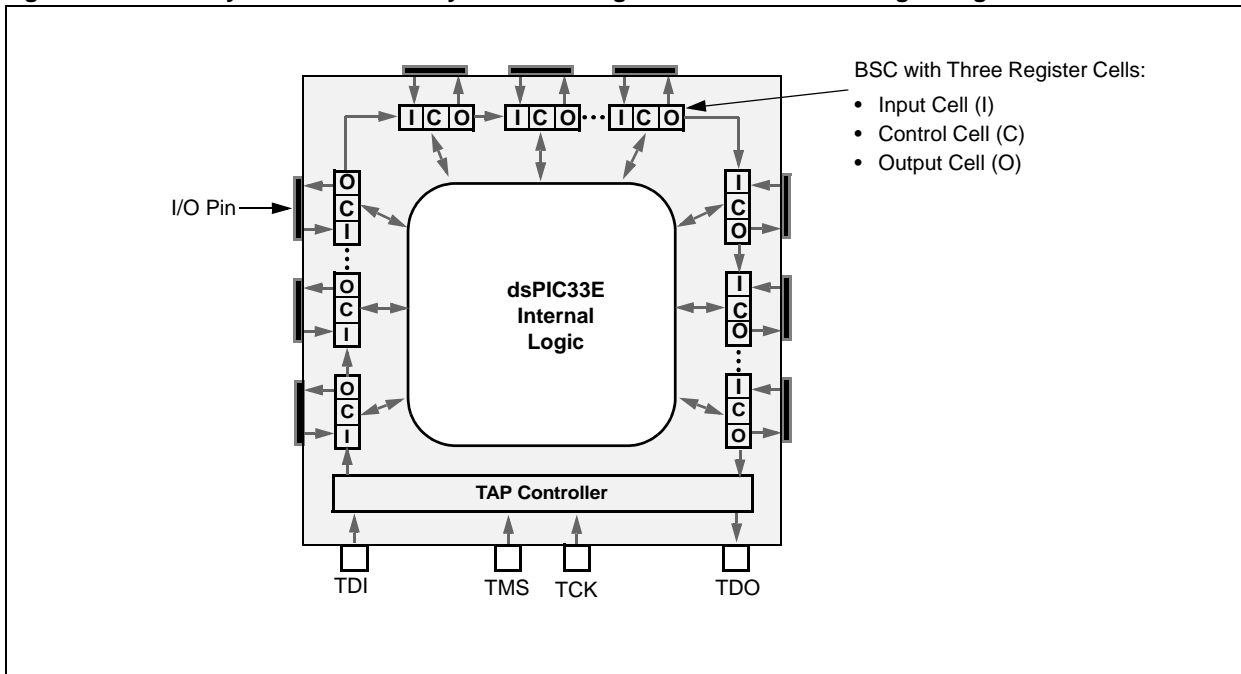 BSC with Three Register Cells:
• Input Cell (I)
• Control Cell (C)
• Output Cell (O)
I C O I C O I C O
I/O Pin
O
C
I
O
C
I
O
C
I
I
C
O
I
C
O
I
C
O
dsPIC33E
Internal
Logic
TAP Controller
TDI TMS TCK TDO